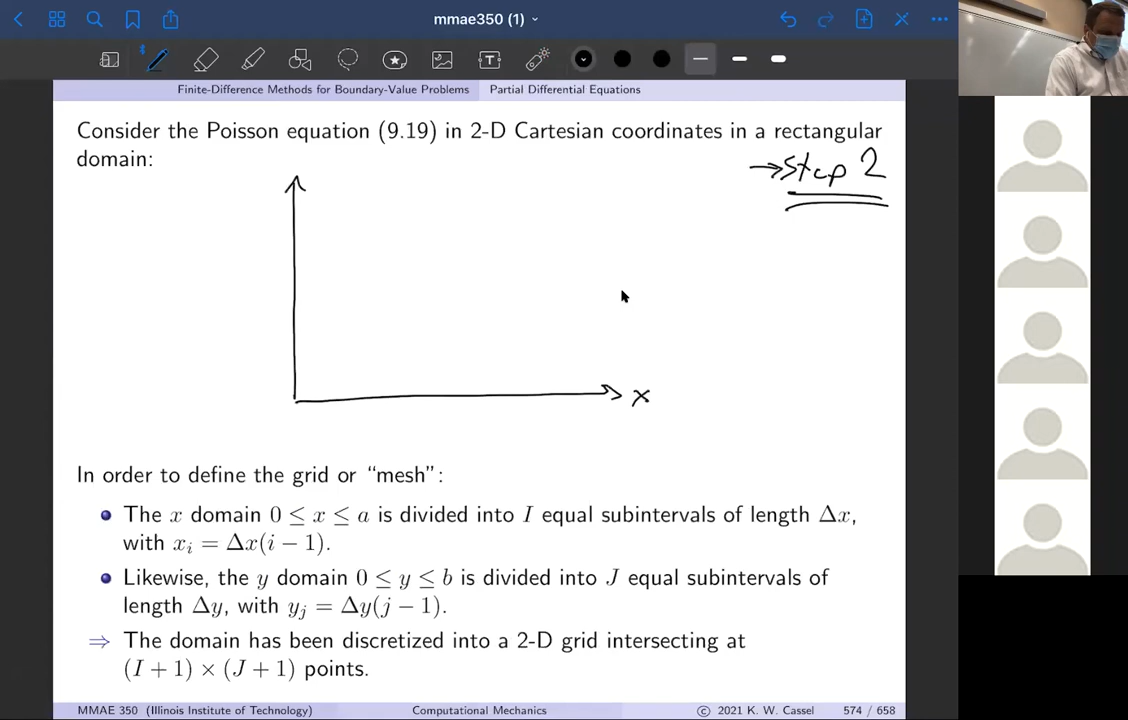 mmae350 (1)
T
Finite-Difference Methods for Boundary-Value Problems Partial Differential Equations
Consider the Poisson equation (9.19) in 2-D Cartesian coordinates in a rectangular
domain:
→Step 2
x
In order to define the grid or “mesh”:
The x domain 0 ≤ x ≤ a is divided into I equal subintervals of length Δx,
with xᵢ = Δx(i − 1).
Likewise, the y domain 0 ≤ y ≤ b is divided into J equal subintervals of
length Δy, with yⱼ = Δy(j − 1).
⇒ The domain has been discretized into a 2-D grid intersecting at
(I + 1) × (J + 1) points.
MMAE 350 (Illinois Institute of Technology) Computational Mechanics © 2021 K. W. Cassel 574 / 658